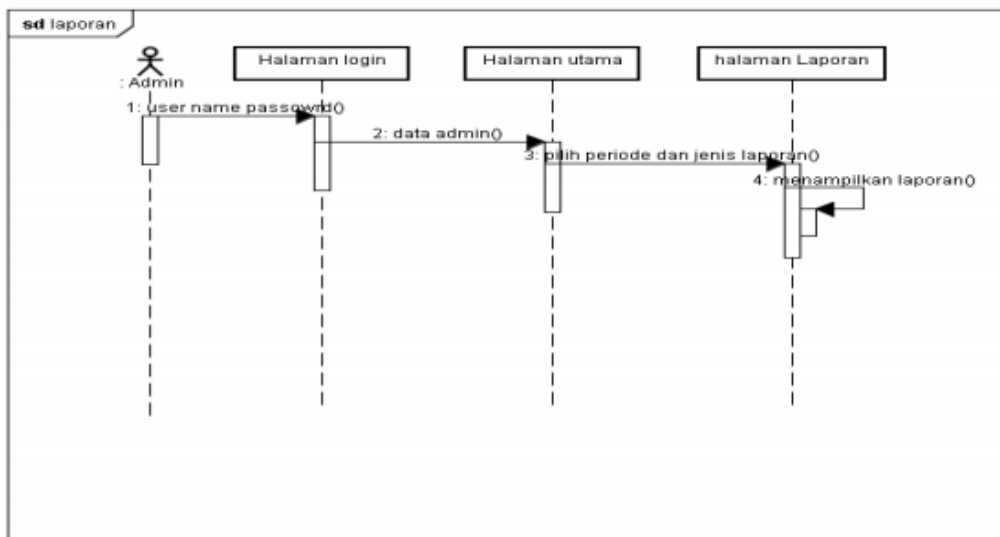 sd laporan
Halaman login
Halaman utama
halaman Laporan
: Admin
1: user name passowrd()
2: data admin()
3: pilih periode dan jenis laporan()
4: menampilkan laporan()